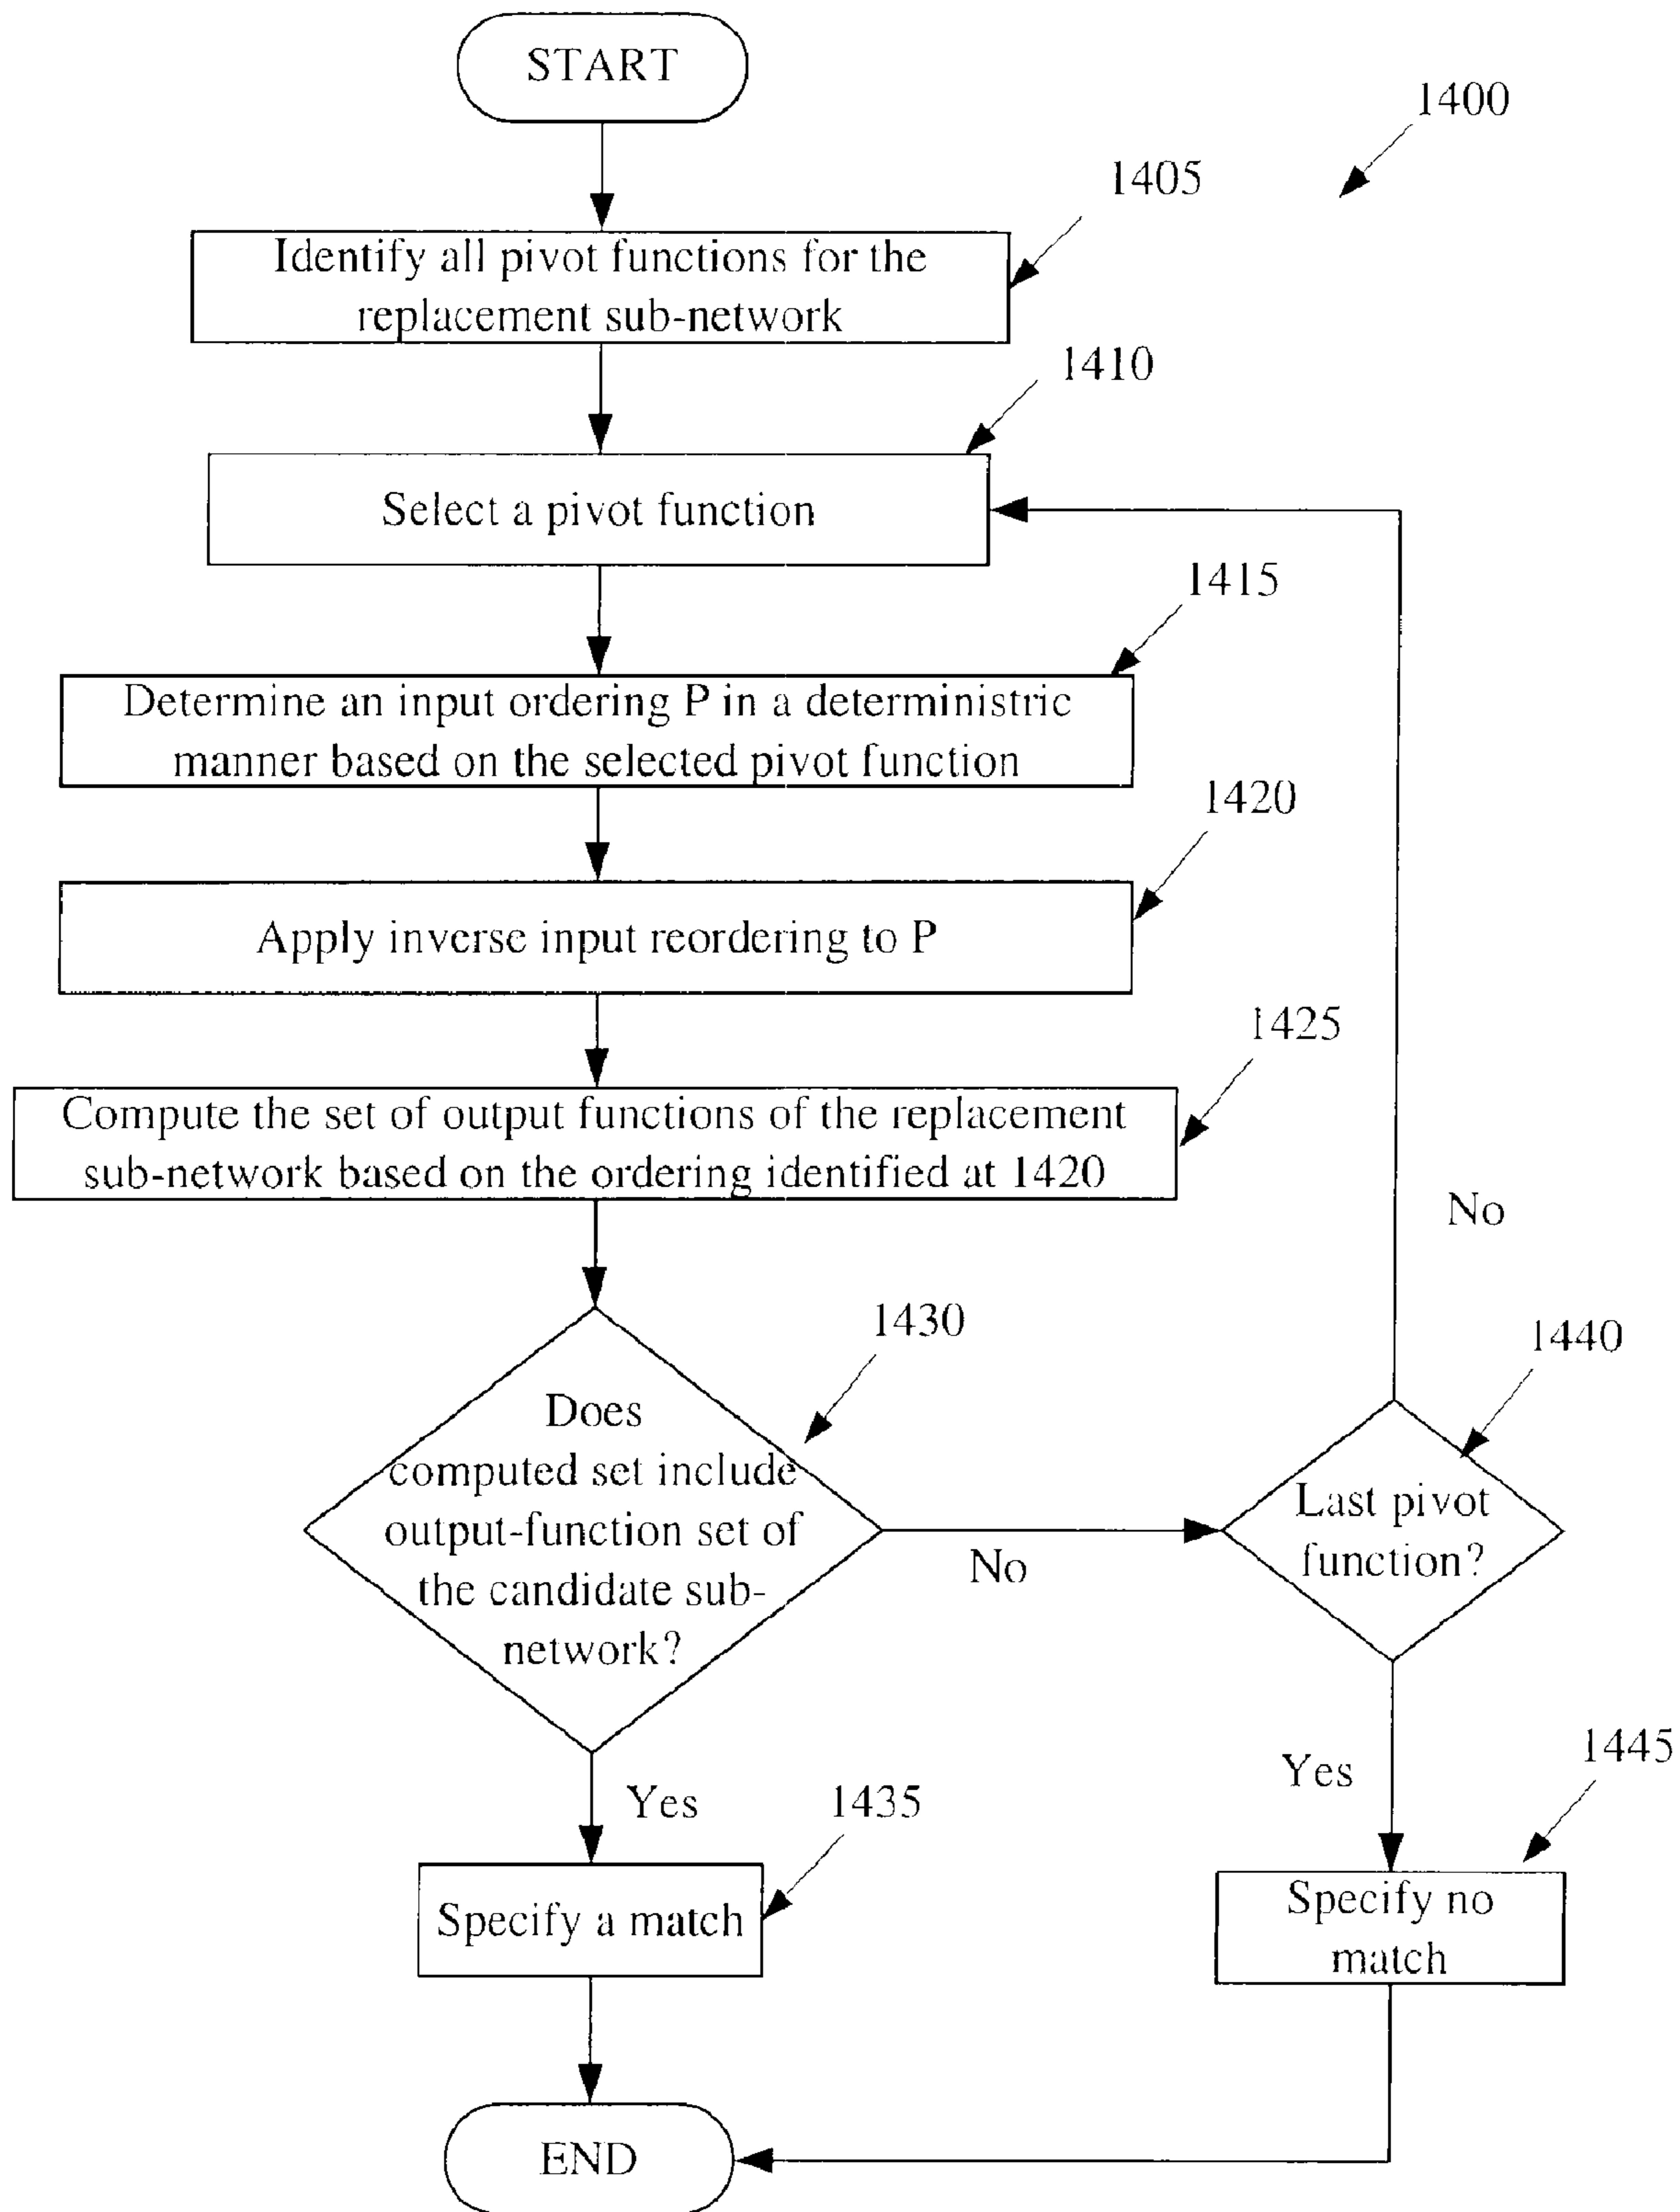 START
1400
1405
Identify all pivot functions for the
replacement sub-network
1410
Select a pivot function
1415
Determine an input ordering P in a deterministric
manner based on the selected pivot function
1420
Apply inverse input reordering to P
1425
Compute the set of output functions of the replacement
sub-network based on the ordering identified at 1420
No
1430
1440
Does
computed set include
output-function set of
the candidate sub-
network?
No
Last pivot
function?
Yes
1435
Yes
1445
Specify a match
Specify no
match
END